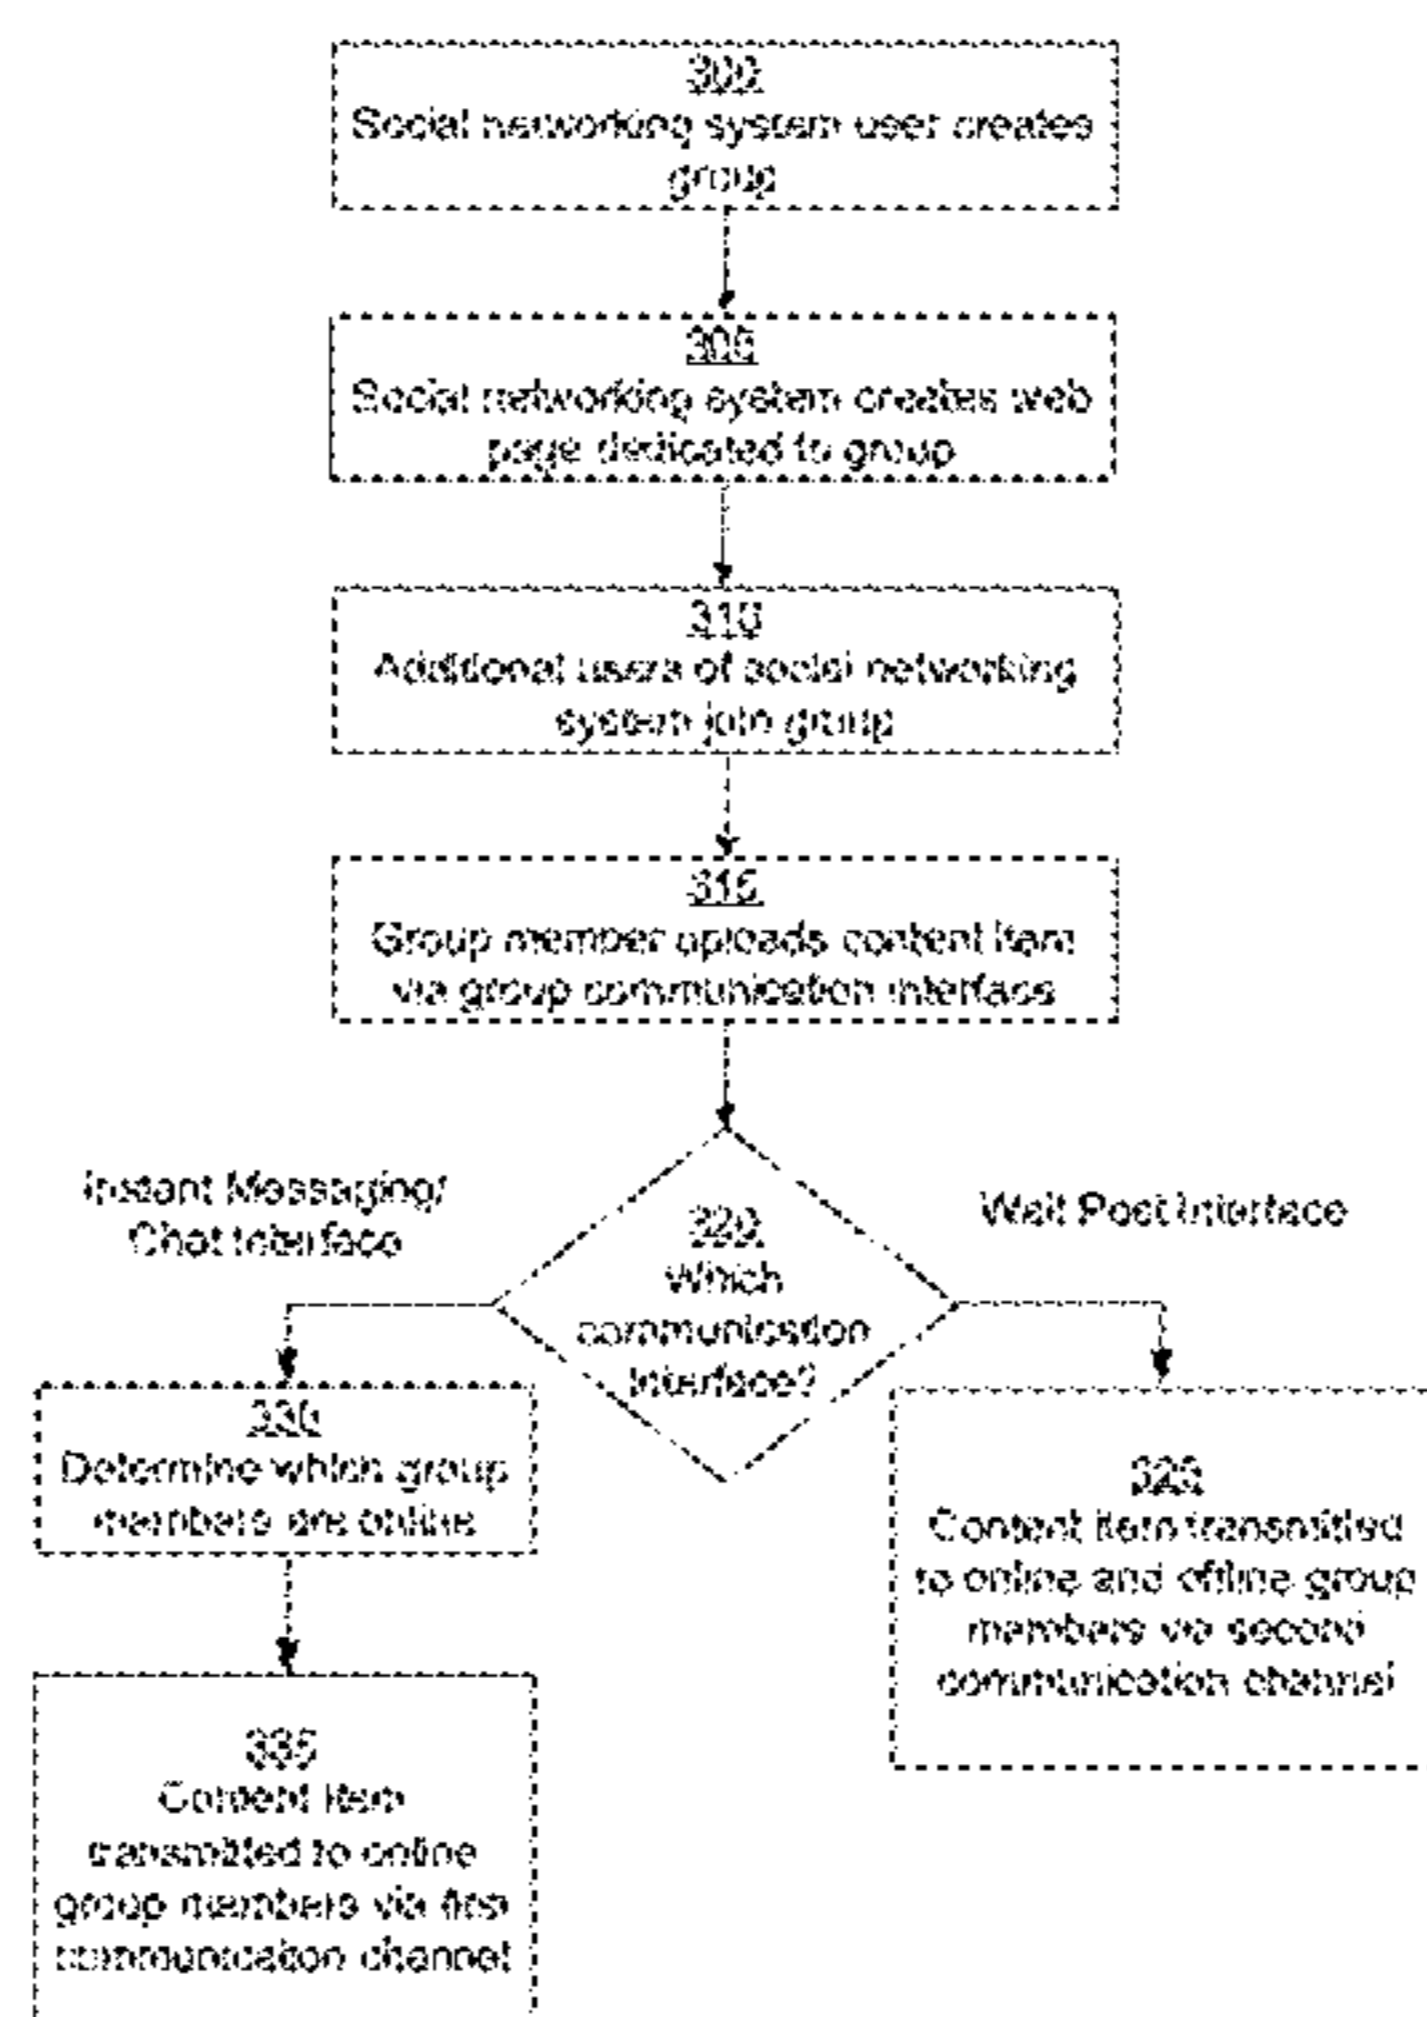 300
Social networking system user creates
group
305
Social networking system creates web
page dedicated to group
310
Additional users of social networking
system join group
315
Group member uploads content item
via group communication interface
Instant Messaging/
Chat Interface
320
Which
communication
Interface?
Wall Post Interface
330
Determine which group
members are online
325
Content item transmitted
to online and offline group
members via second
communication channel
335
Content item
transmitted to online
group members via first
communication channel